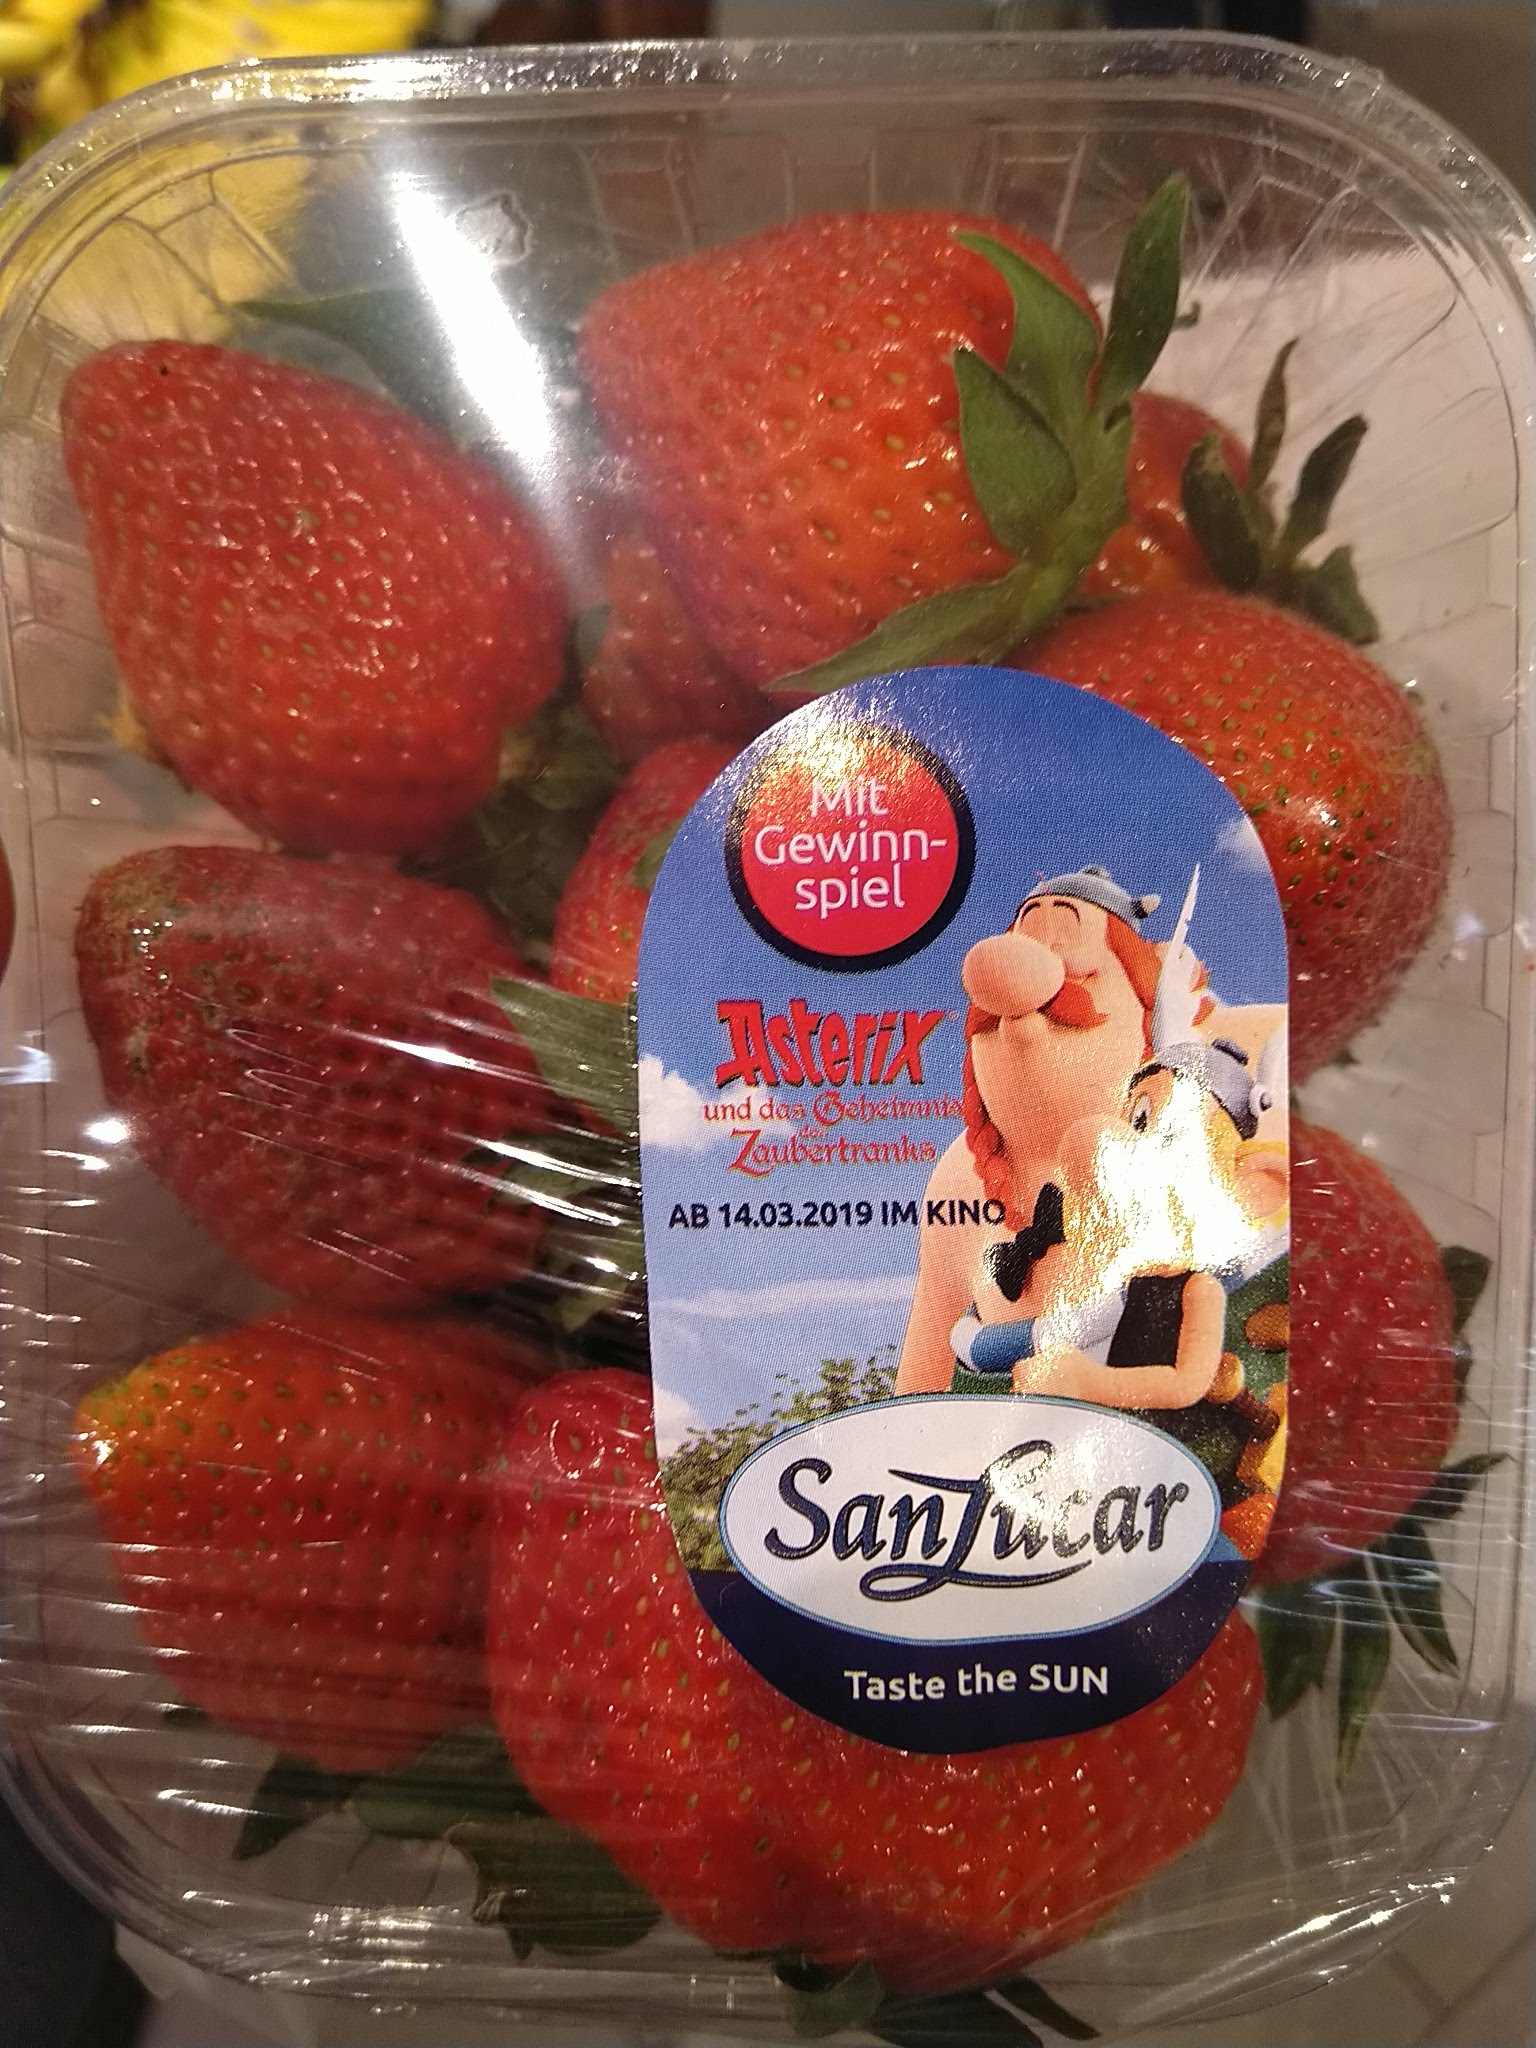 Mit
Gewinn-
spiel
Asterix
und das Geheimnis
des
Zaubertranks
AB 14.03.2019 IM KINO
SanLucar
Taste the SUN